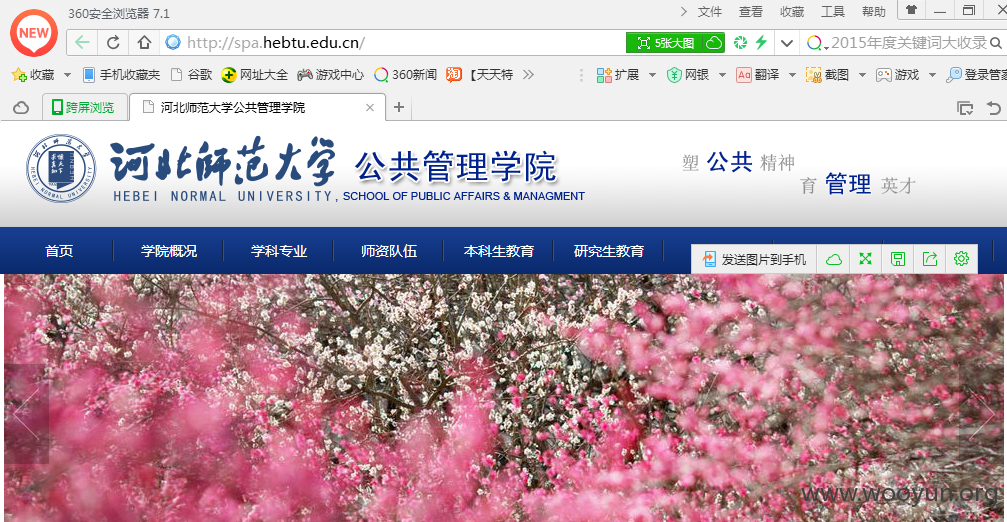 360安全浏览器 7.1
文件 查看 收藏 工具 帮助
NEW
http://spa.hebtu.edu.cn/
5张大图
2015年度关键词大收录
收藏 手机收藏夹 谷歌 网址大全 游戏中心 360新闻 淘 【天天特 扩展 网银 Aa 翻译 截图 游戏 登录管家
跨屏浏览 河北师范大学公共管理学院
河北师范大学 公共管理学院
HEBEI NORMAL UNIVERSITY, SCHOOL OF PUBLIC AFFAIRS & MANAGMENT
塑 公共 精神
育 管理 英才
首页 学院概况 学科专业 师资队伍 本科生教育 研究生教育
发送图片到手机
www.wooyun.org